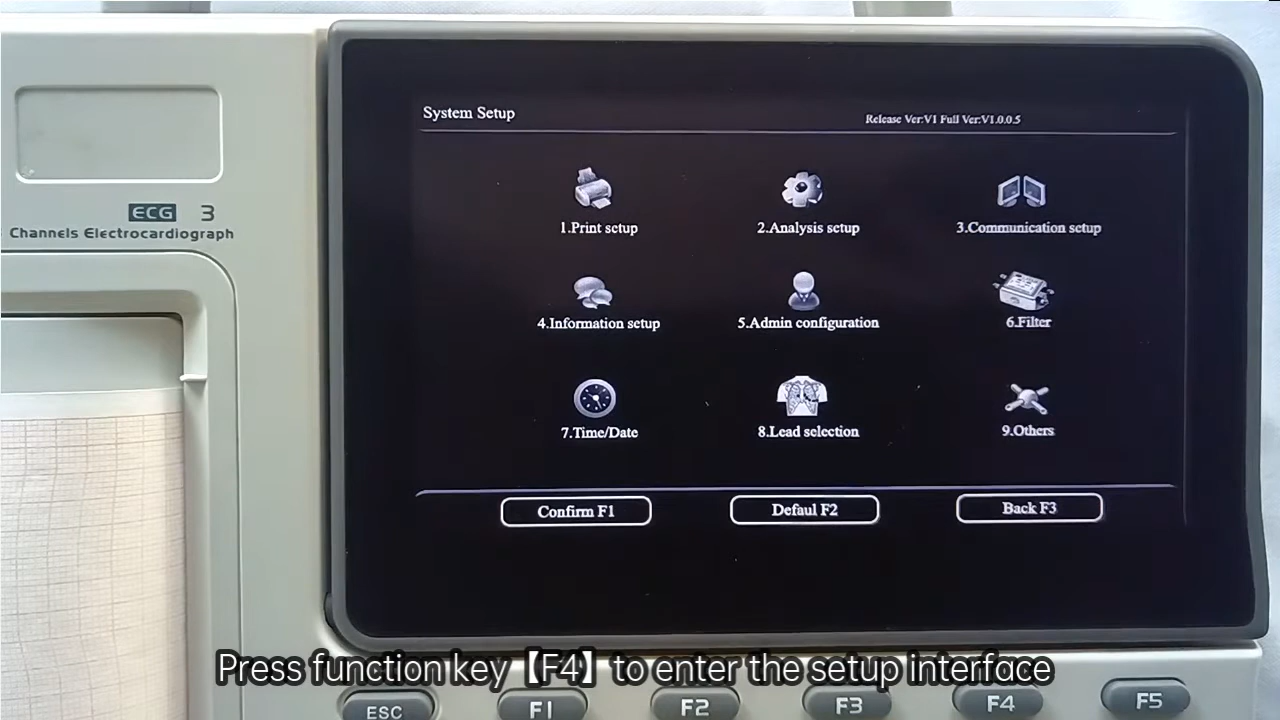 System Setup
Release Ver:V1 Full Ver:V1.0.0.5
ECG 3
Channels Electrocardiograph
1.Print setup
2.Analysis setup
3.Communication setup
4.Information setup
5.Admin configuration
6.Filter
7.Time/Date
8.Lead selection
9.Others
Confirm F1
Defaul F2
Back F3
Press function key【F4】to enter the setup interface
ESC
F1
F2
F3
F4
F5